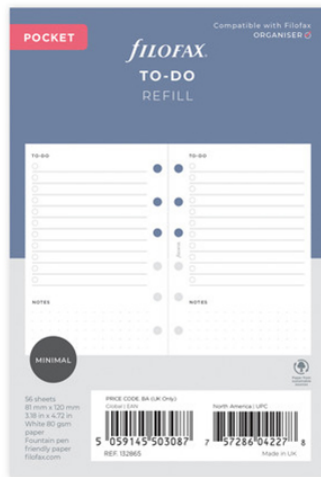 POCKET
Compatible with Filofax
ORGANISER
fILOFAX
TO-DO
REFILL
TO-DO
TO-DO
filofax
NOTES
NOTES
MINIMAL
56 sheets
81 mm x 120 mm
3.18 in x 4.72 in
White 80 gsm
paper
Fountain pen
friendly paper
filofax.com
PRICE CODE: BA (UK Only)
Global | EAN
North America | UPC
5 059145 503087
7 57286 04227 8
REF. 132865
Made in UK